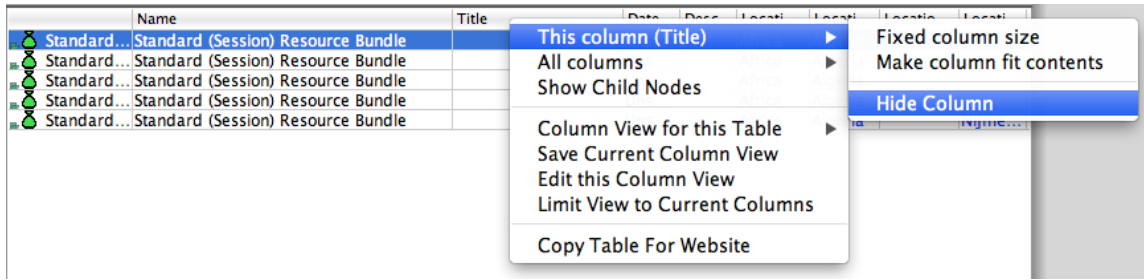 Name Title Date Desc Locati Locati Locatio Locati
Standard... Standard (Session) Resource Bundle
Standard... Standard (Session) Resource Bundle
Standard... Standard (Session) Resource Bundle
Standard... Standard (Session) Resource Bundle
Standard... Standard (Session) Resource Bundle
This column (Title)
All columns
Show Child Nodes
Column View for this Table
Save Current Column View
Edit this Column View
Limit View to Current Columns
Copy Table For Website
Fixed column size
Make column fit contents
Hide Column
Nijme...